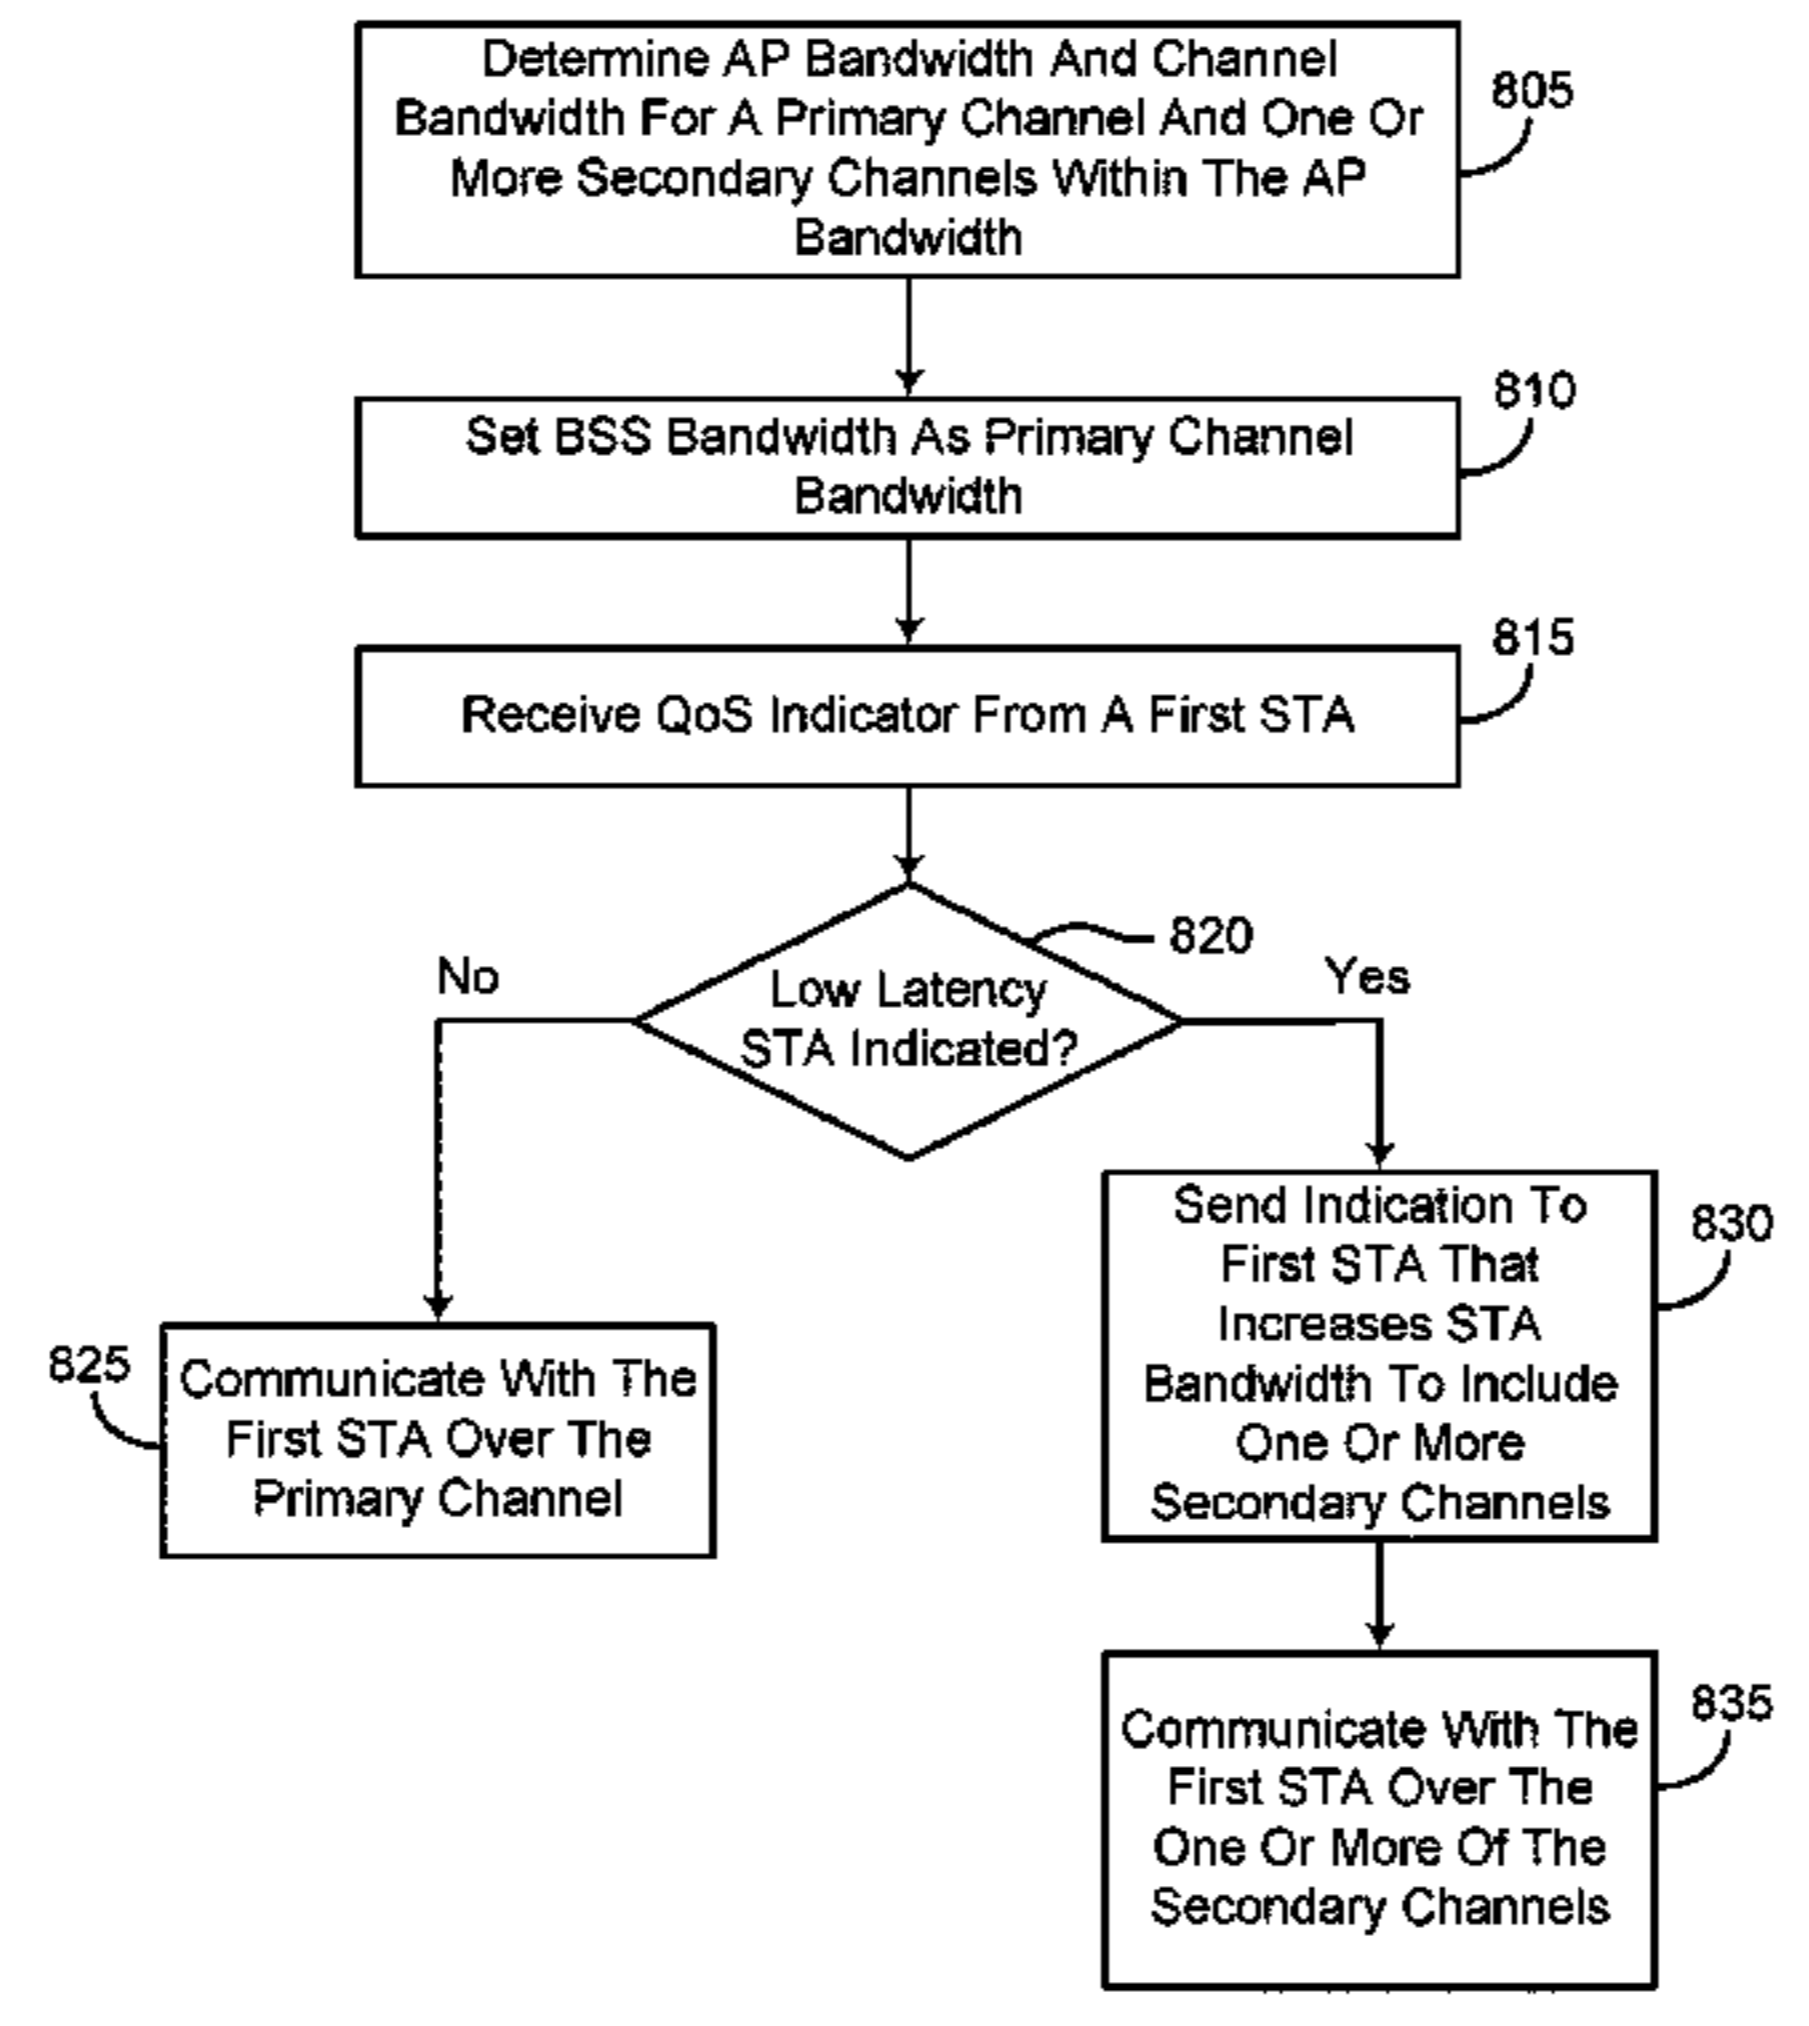 Determine AP Bandwidth And Channel
Bandwidth For A Primary Channel And One Or
More Secondary Channels Within The AP
Bandwidth
805
Set BSS Bandwidth As Primary Channel
Bandwidth
810
Receive QoS Indicator From A First STA
815
Low Latency
STA Indicated?
820
No
Yes
Communicate With The
First STA Over The
Primary Channel
825
Send Indication To
First STA That
Increases STA
Bandwidth To Include
One Or More
Secondary Channels
830
Communicate With The
First STA Over The
One Or More Of The
Secondary Channels
835